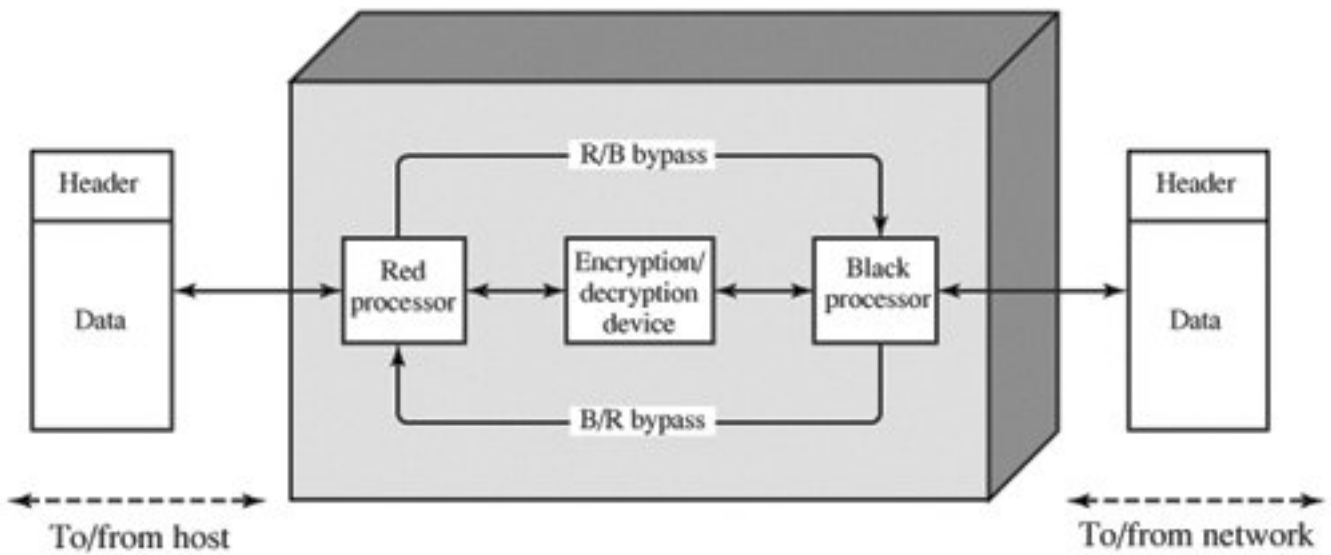 R/B bypass
Header
Data
Red
processor
Encryption/
decryption
device
Black
processor
Header
Data
B/R bypass
To/from host
To/from network